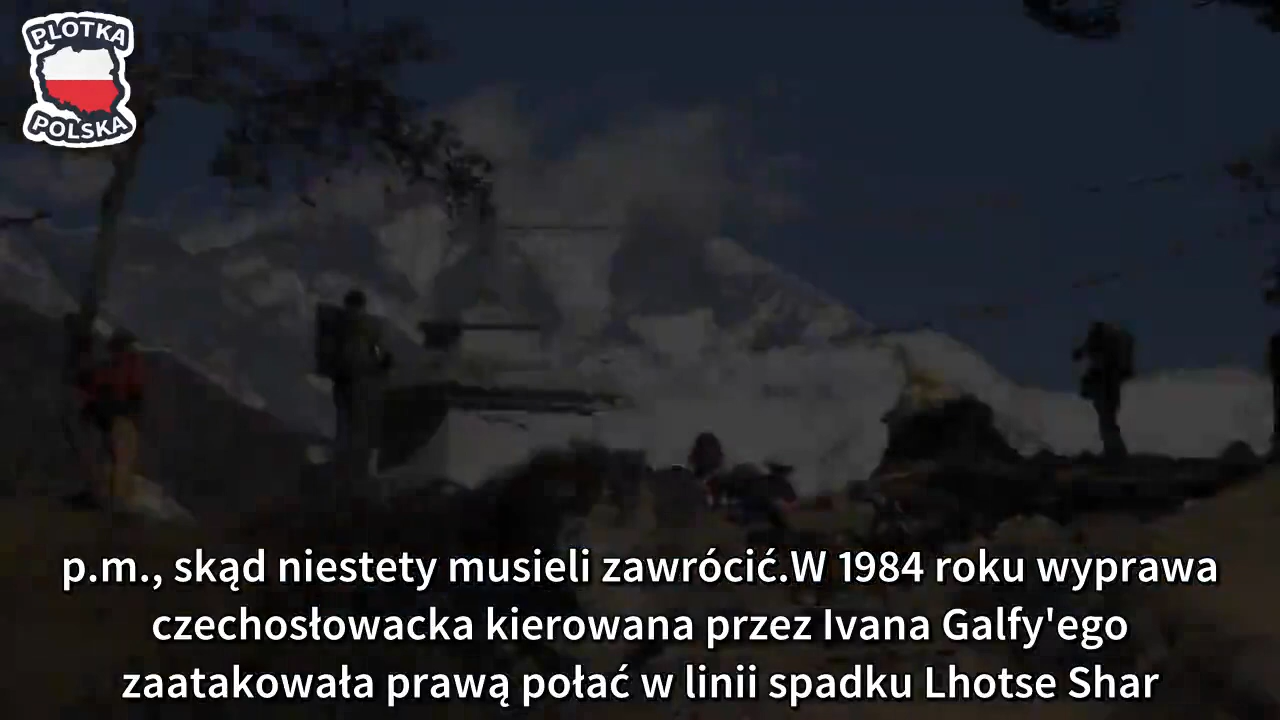 PLOTKA
POLSKA
p.m., skąd niestety musieli zawrócić.W 1984 roku wyprawa
czechosłowacka kierowana przez Ivana Galfy'ego
zaatakowała prawą połać w linii spadku Lhotse Shar